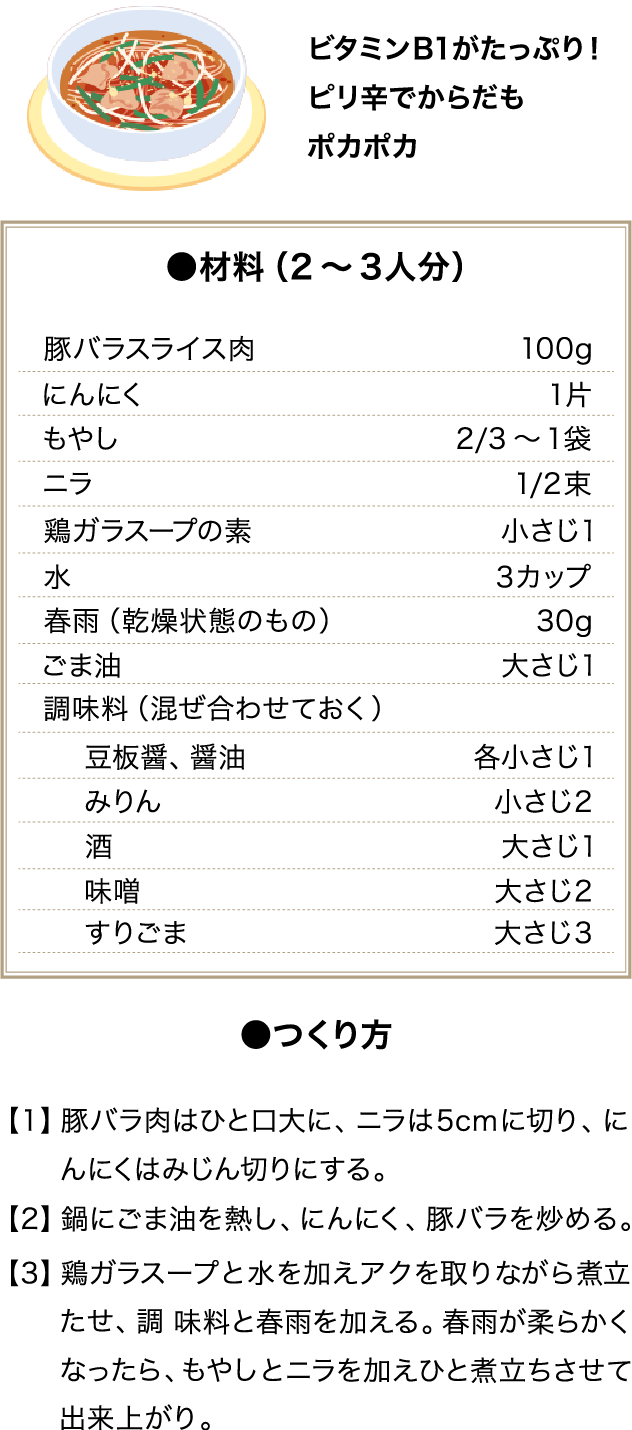 ビタミンB1がたっぷり！
ピリ辛でからだも
ポカポカ
●材料（2～3人分）
豚バラスライス肉 100g
にんにく 1片
もやし 2/3～1袋
ニラ 1/2束
鶏ガラスープの素 小さじ1
水 3カップ
春雨（乾燥状態のもの） 30g
ごま油 大さじ1
調味料（混ぜ合わせておく）
豆板醤、醤油 各小さじ1
みりん 小さじ2
酒 大さじ1
味噌 大さじ2
すりごま 大さじ3
●つくり方
【1】豚バラ肉はひと口大に、ニラは5cmに切り、に
んにくはみじん切りにする。
【2】鍋にごま油を熱し、にんにく、豚バラを炒める。
【3】鶏ガラスープと水を加えアクを取りながら煮立
たせ、調 味料と春雨を加える。春雨が柔らかく
なったら、もやしとニラを加えひと煮立ちさせて
出来上がり。